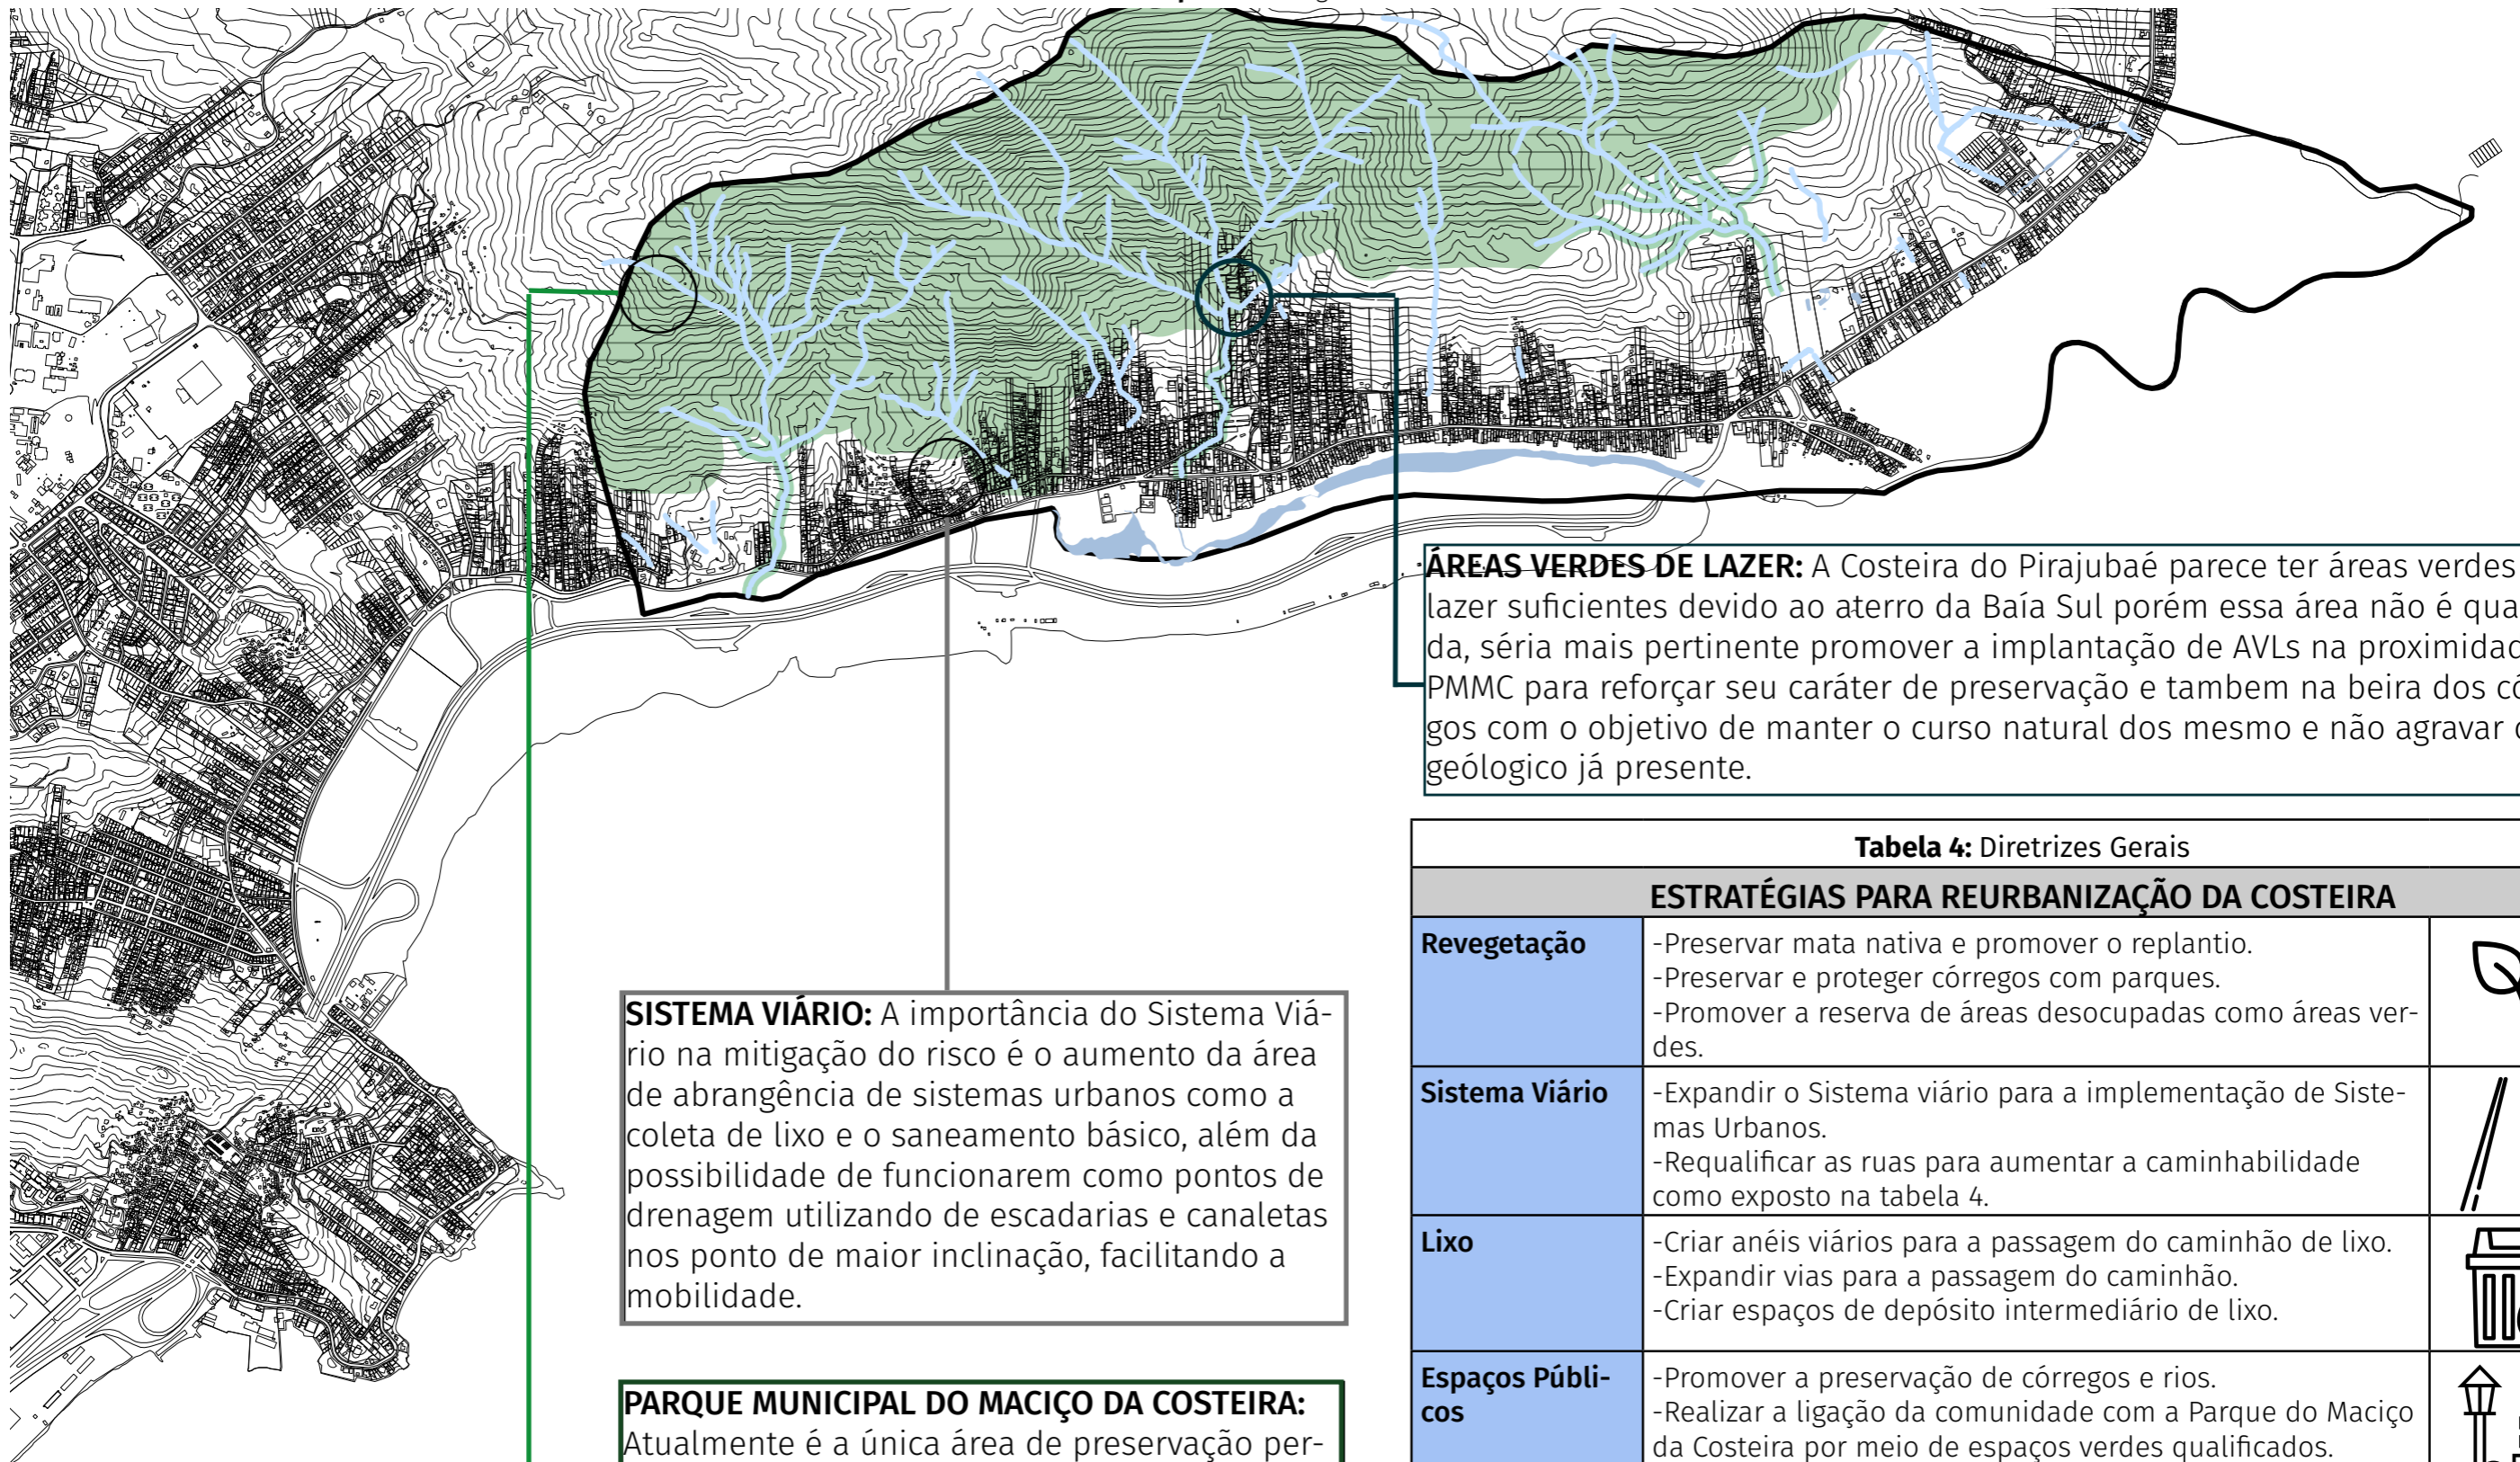 ÁREAS VERDES DE LAZER: A Costeira do Pirajubaé parece ter áreas verdes
lazer suficientes devido ao aterro da Baía Sul porém essa área não é qua
da, séria mais pertinente promover a implantação de AVLs na proximidad
PMMC para reforçar seu caráter de preservação e tambem na beira dos có
gos com o objetivo de manter o curso natural dos mesmo e não agravar
geólogico já presente.
Tabela 4: Diretrizes Gerais
ESTRATÉGIAS PARA REURBANIZAÇÃO DA COSTEIRA
Revegetação
-Preservar mata nativa e promover o replantio.
-Preservar e proteger córregos com parques.
-Promover a reserva de áreas desocupadas como áreas ver-
des.
Sistema Viário
-Expandir o Sistema viário para a implementação de Siste-
mas Urbanos.
-Requalificar as ruas para aumentar a caminhabilidade
como exposto na tabela 4.
Lixo
-Criar anéis viários para a passagem do caminhão de lixo.
-Expandir vias para a passagem do caminhão.
-Criar espaços de depósito intermediário de lixo.
Espaços Públi-
cos
-Promover a preservação de córregos e rios.
-Realizar a ligação da comunidade com a Parque do Maciço
da Costeira por meio de espaços verdes qualificados.
SISTEMA VIÁRIO: A importância do Sistema Viá-
rio na mitigação do risco é o aumento da área
de abrangência de sistemas urbanos como a
coleta de lixo e o saneamento básico, além da
possibilidade de funcionarem como pontos de
drenagem utilizando de escadarias e canaletas
nos ponto de maior inclinação, facilitando a
mobilidade.
PARQUE MUNICIPAL DO MACIÇO DA COSTEIRA:
Atualmente é a única área de preservação per-